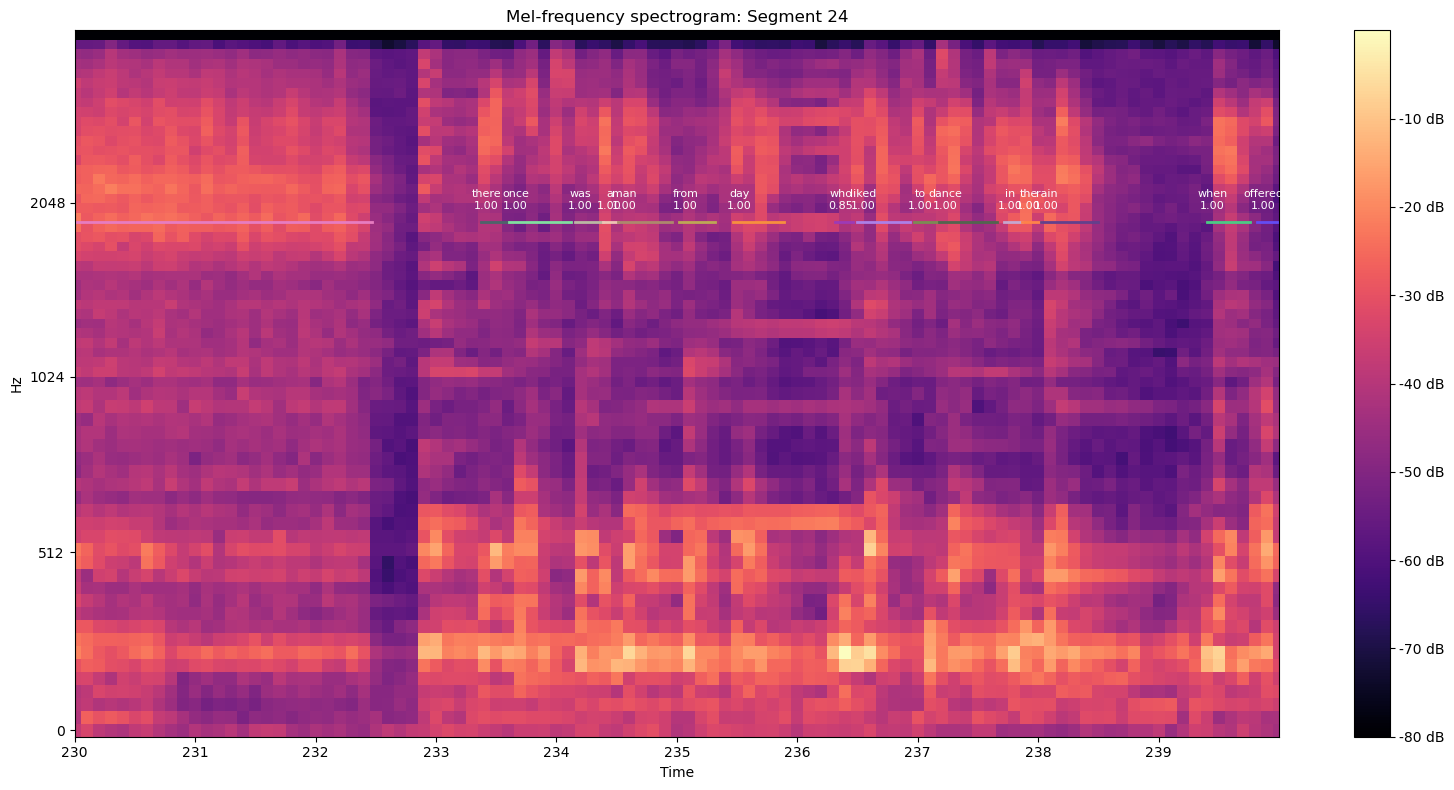 Mel-frequency spectrogram: Segment 24
there once was a man from day who liked to dance in the rain when offered
1.00 1.00 1.00 1.00 1.00 1.00 1.00 0.85 1.00 1.00 1.00 1.00 1.00 1.00 1.00 1.00
Hz
2048
1024
512
0
230 231 232 233 234 235 236 237 238 239
Time
-10 dB
-20 dB
-30 dB
-40 dB
-50 dB
-60 dB
-70 dB
-80 dB